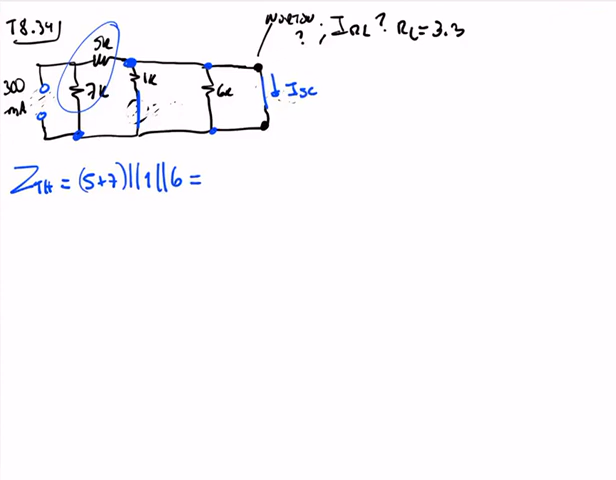 T8.34)
NORTON
? ; IRL? RL=3.3
5k
300
mA
7k
1k
6k
ISC
ZTH = (5+7)||1||6 =